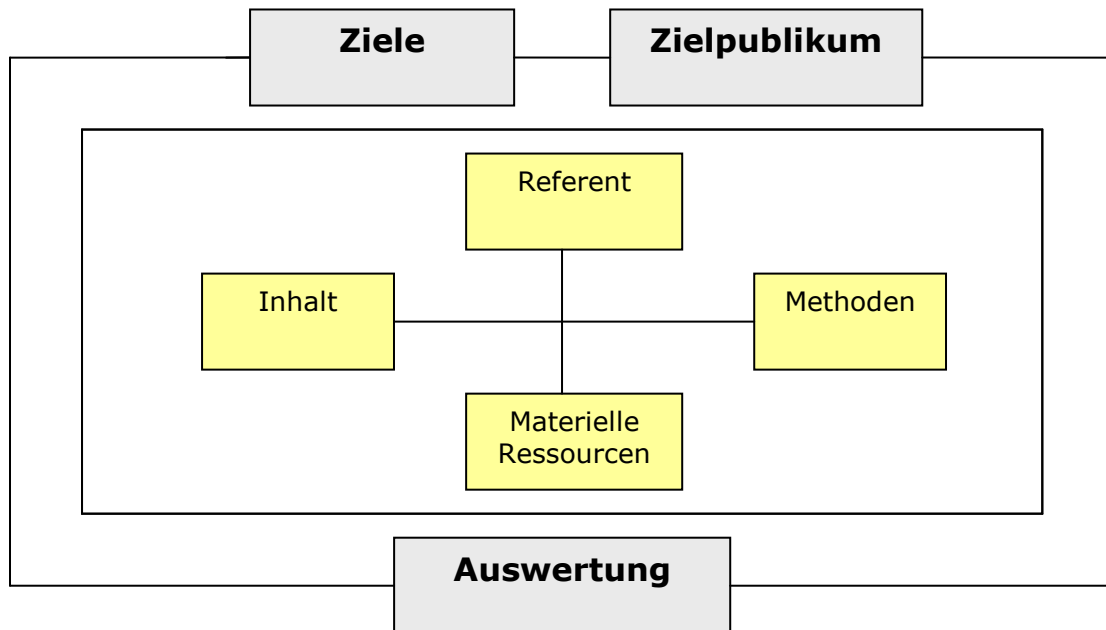 Ziele
Zielpublikum
Referent
Inhalt
Methoden
Materielle
Ressourcen
Auswertung